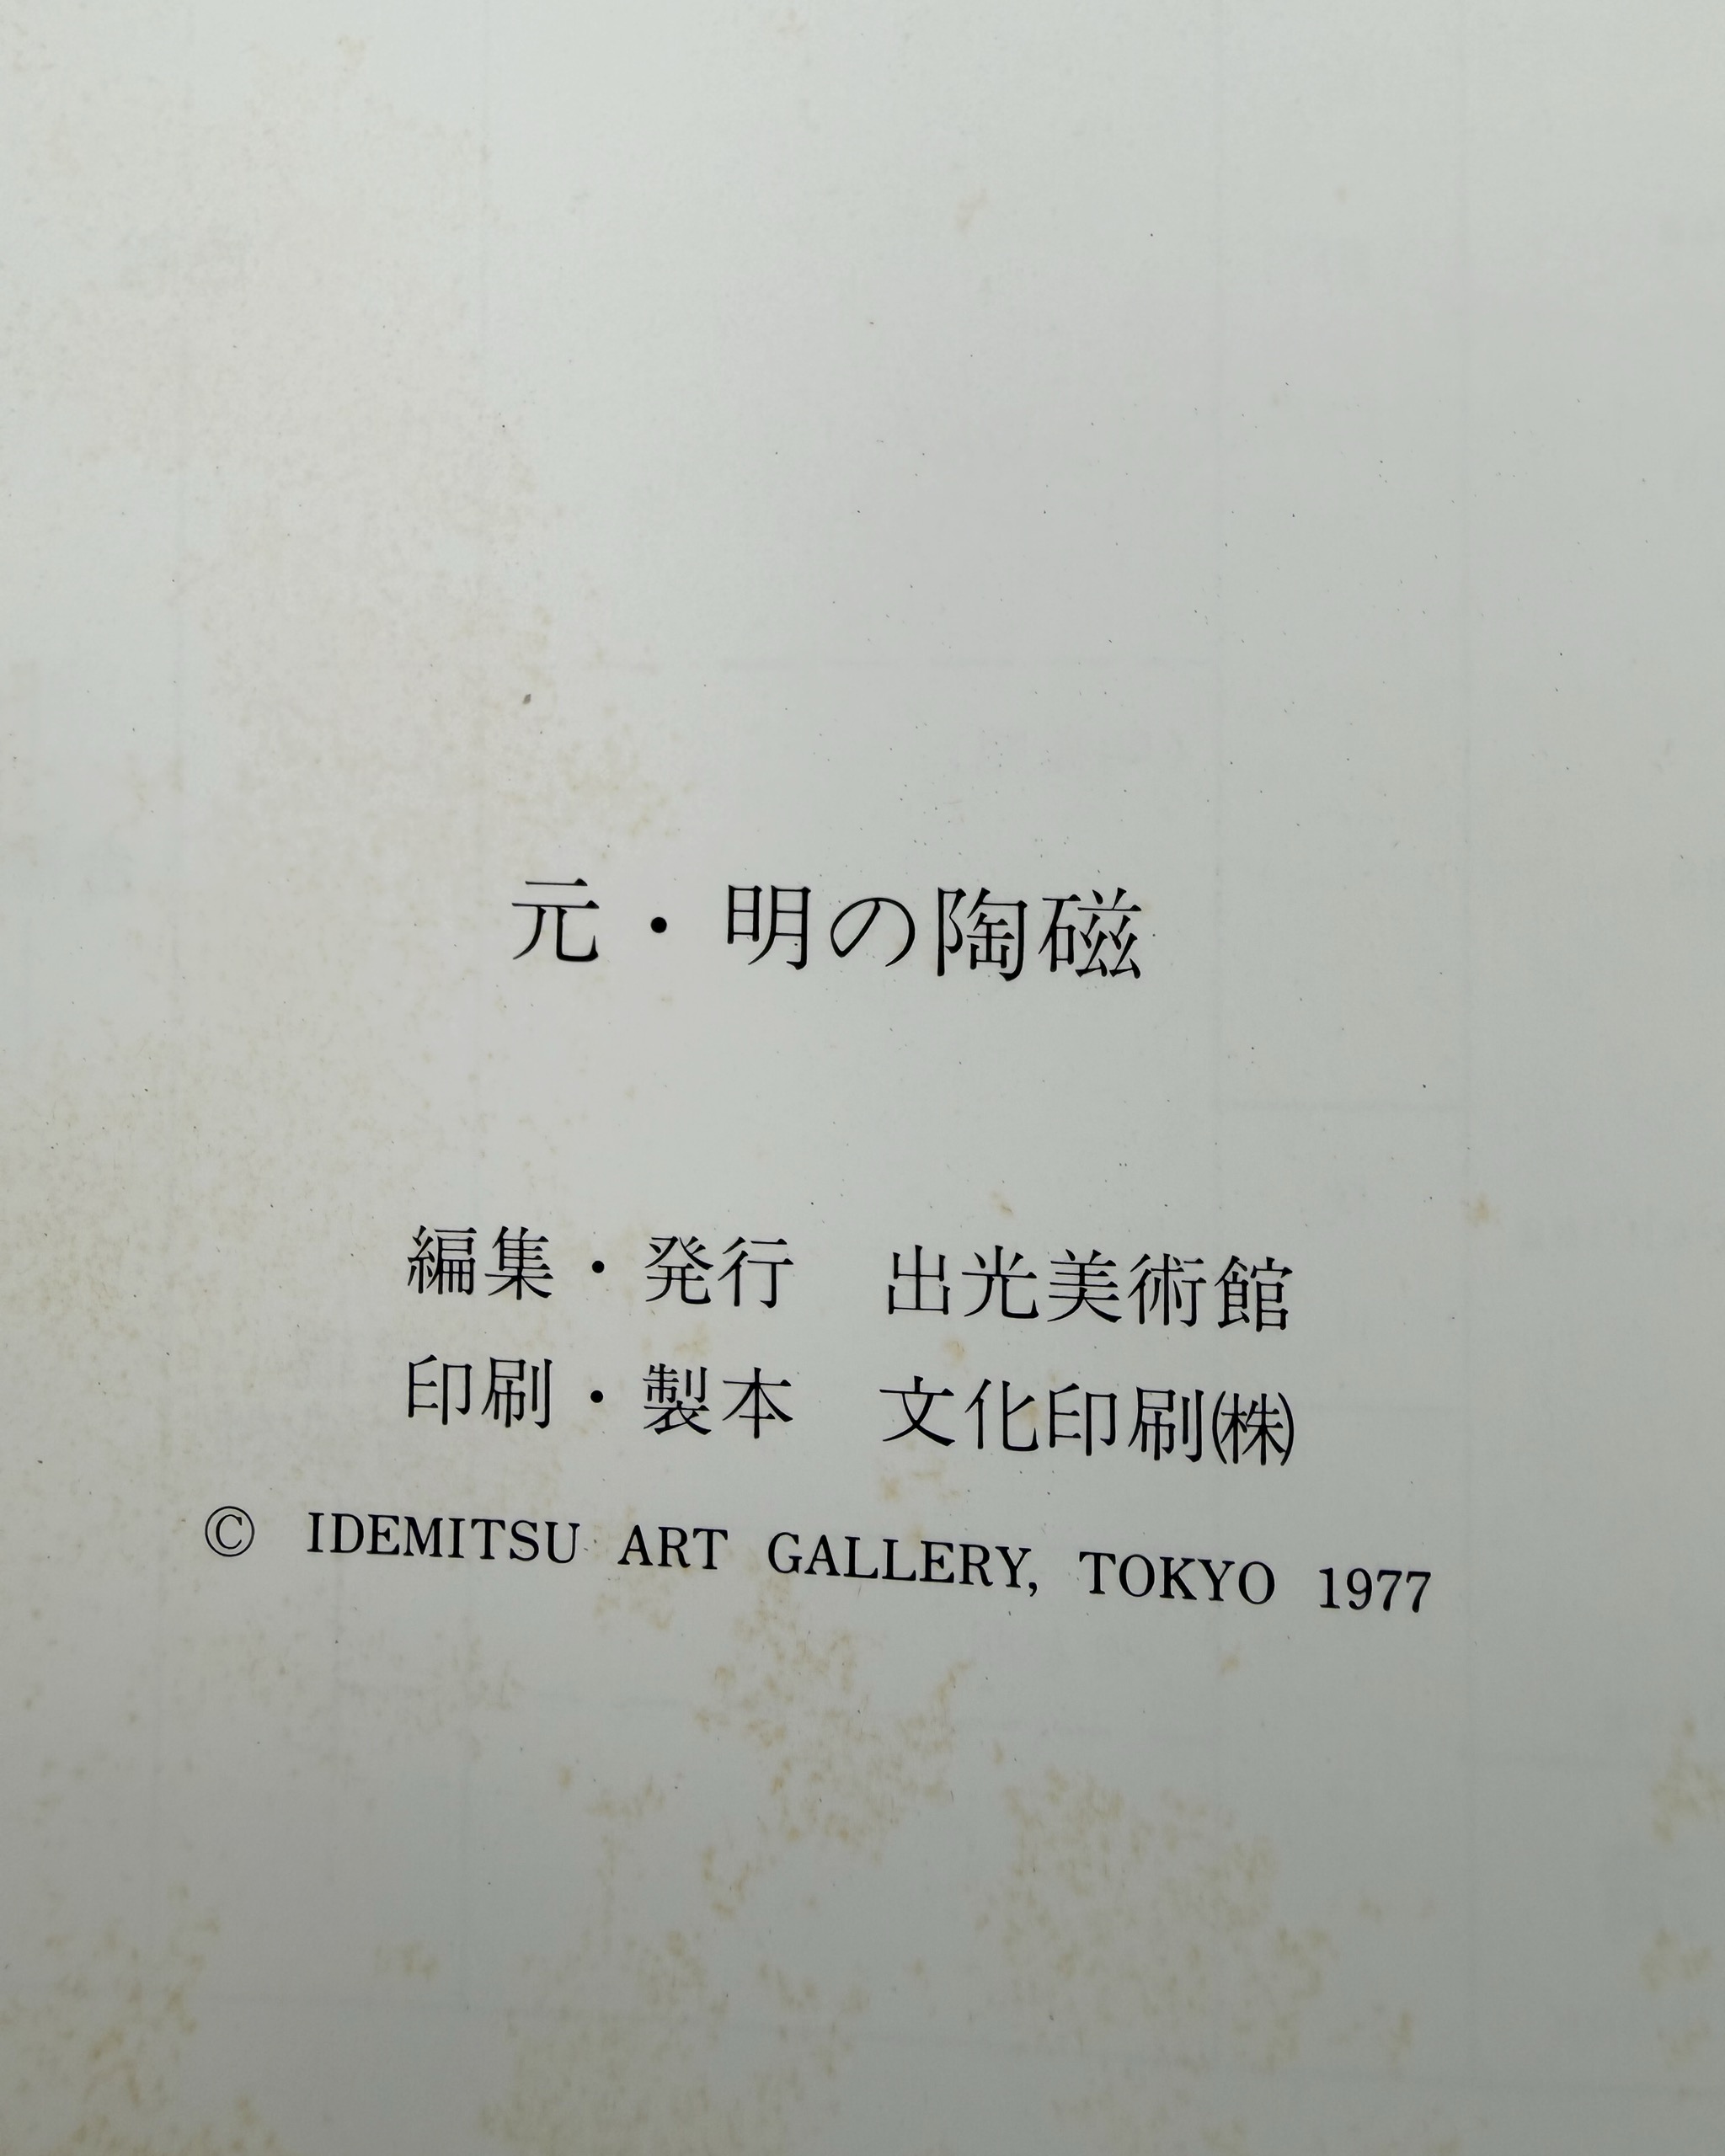 元・明の陶磁
編集・発行　出光美術館
印刷・製本　文化印刷㈱
© IDEMITSU ART GALLERY, TOKYO 1977